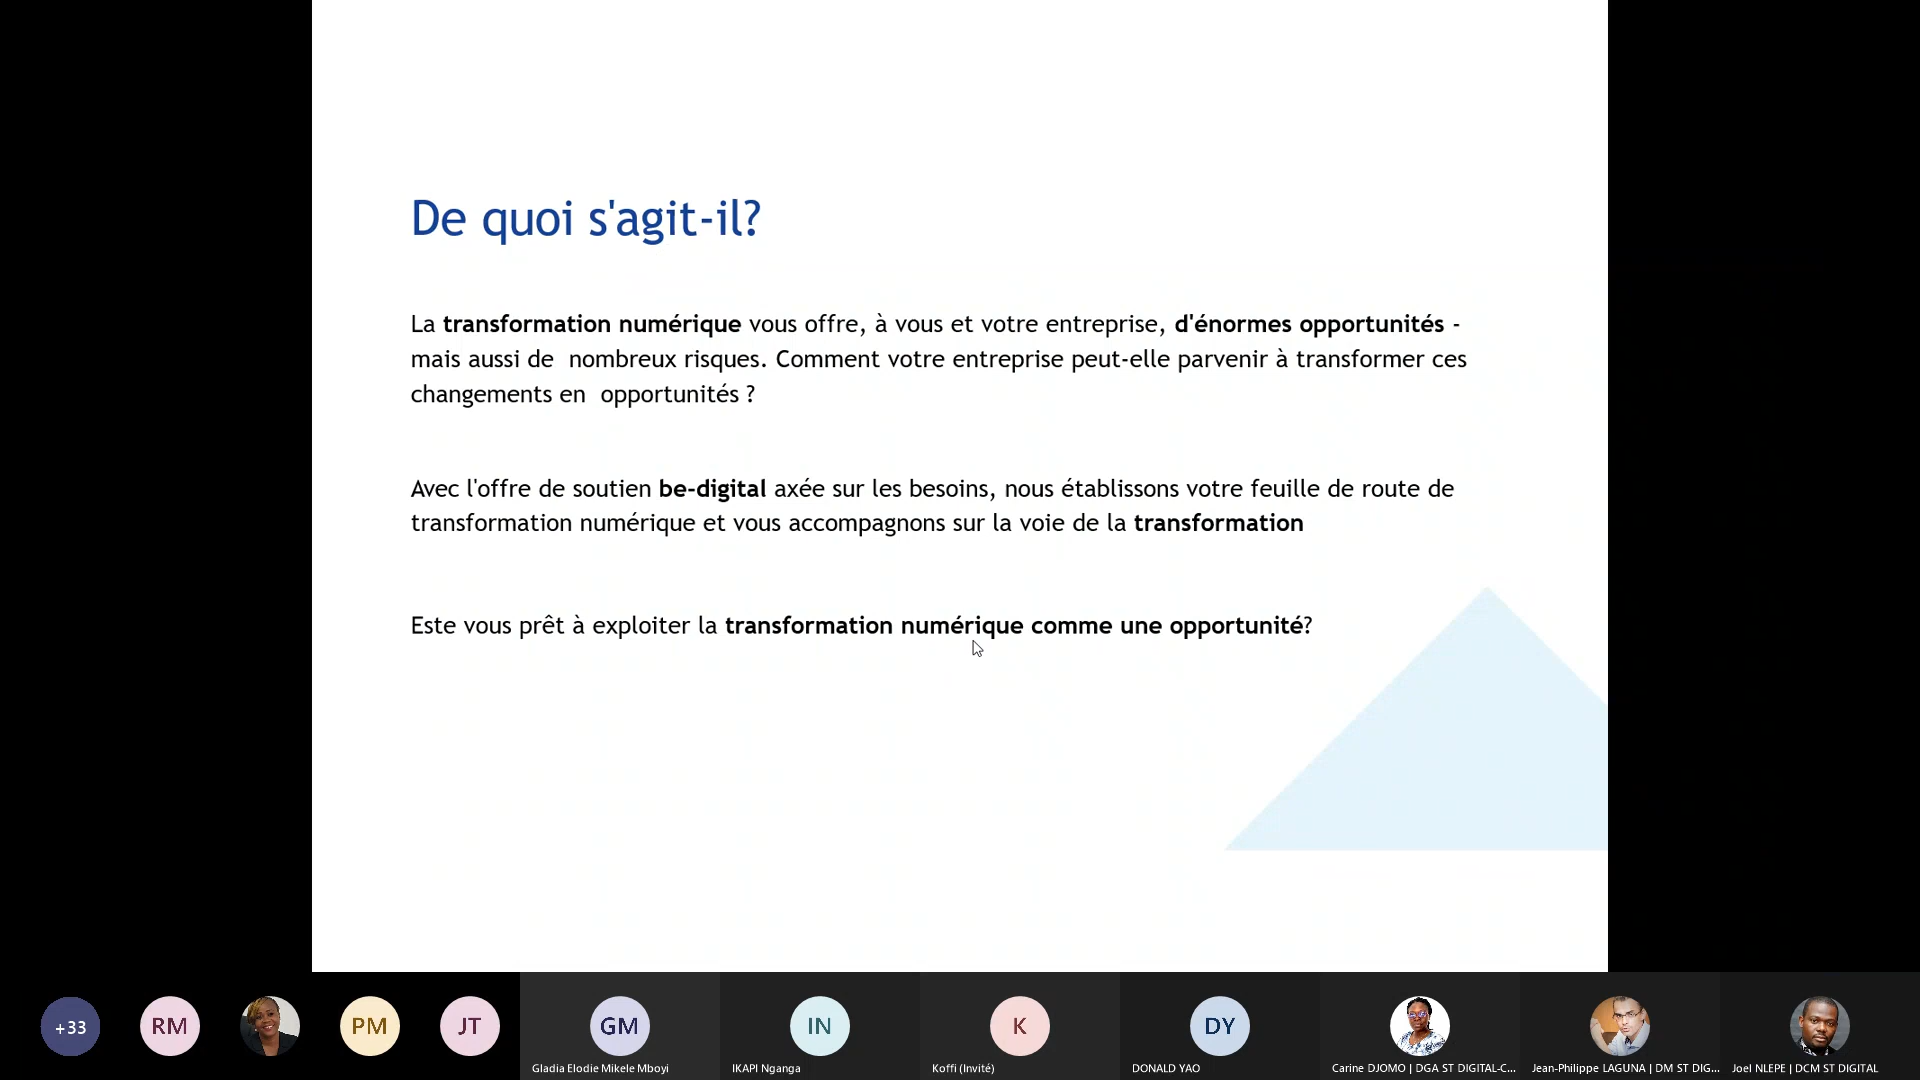 De quoi s'agit-il?
La transformation numérique vous offre, à vous et votre entreprise, d'énormes opportunités -
mais aussi de nombreux risques. Comment votre entreprise peut-elle parvenir à transformer ces
changements en opportunités ?
Avec l'offre de soutien be-digital axée sur les besoins, nous établissons votre feuille de route de
transformation numérique et vous accompagnons sur la voie de la transformation
Este vous prêt à exploiter la transformation numérique comme une opportunité?
+33
RM
PM
JT
GM
IN
K
DY
Gladia Elodie Mikele Mboyi
IKAPI Nganga
Koffi (Invité)
DONALD YAO
Carine DJOMO | DGA ST DIGITAL-C...
Jean-Philippe LAGUNA | DM ST DIG...
Joel NLEPE | DCM ST DIGITAL